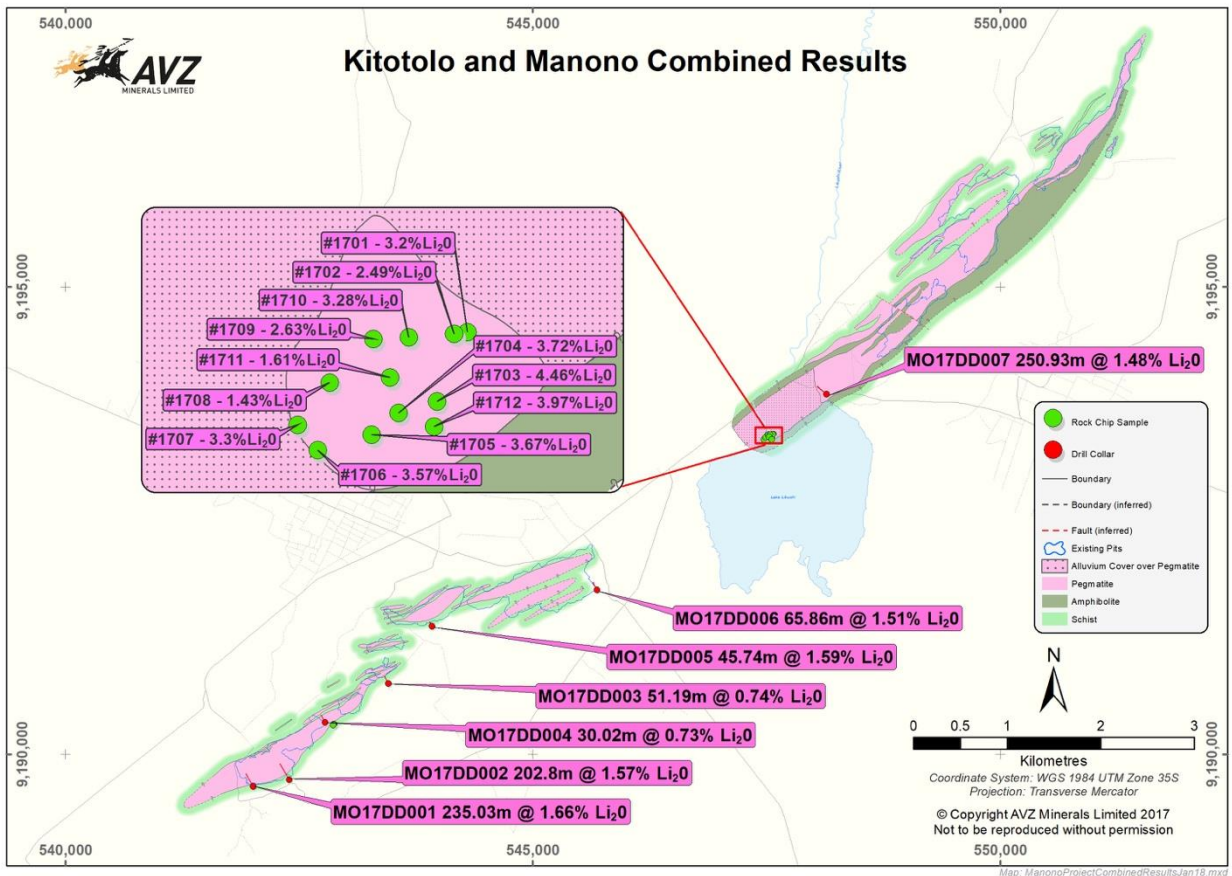 540,000
545,000
550,000
AVZ
MINERALS LIMITED
Kitotolo and Manono Combined Results
9,195,000
9,195,000
#1701 - 3.2%Li₂0
#1702 - 2.49%Li₂0
#1710 - 3.28%Li₂0
#1709 - 2.63%Li₂0
#1704 - 3.72%Li₂0
#1711 - 1.61%Li₂0
#1703 - 4.46%Li₂0
#1708 - 1.43%Li₂0
#1712 - 3.97%Li₂0
#1707 - 3.3%Li₂0
#1705 - 3.67%Li₂0
#1706 - 3.57%Li₂0
MO17DD007 250.93m @ 1.48% Li₂0
Rock Chip Sample
Drill Collar
Boundary
Boundary (inferred)
Fault (inferred)
Existing Pits
Alluvium Cover over Pegmatite
Pegmatite
Amphibolite
Schist
MO17DD006 65.86m @ 1.51% Li₂0
MO17DD005 45.74m @ 1.59% Li₂0
MO17DD003 51.19m @ 0.74% Li₂0
MO17DD004 30.02m @ 0.73% Li₂0
MO17DD002 202.8m @ 1.57% Li₂0
MO17DD001 235.03m @ 1.66% Li₂0
N
0 0.5 1 2 3
Kilometres
Coordinate System: WGS 1984 UTM Zone 35S
Projection: Transverse Mercator
© Copyright AVZ Minerals Limited 2017
Not to be reproduced without permission
9,190,000
9,190,000
540,000
545,000
550,000
Map: ManonoProjectCombinedResultsJan18.mxd